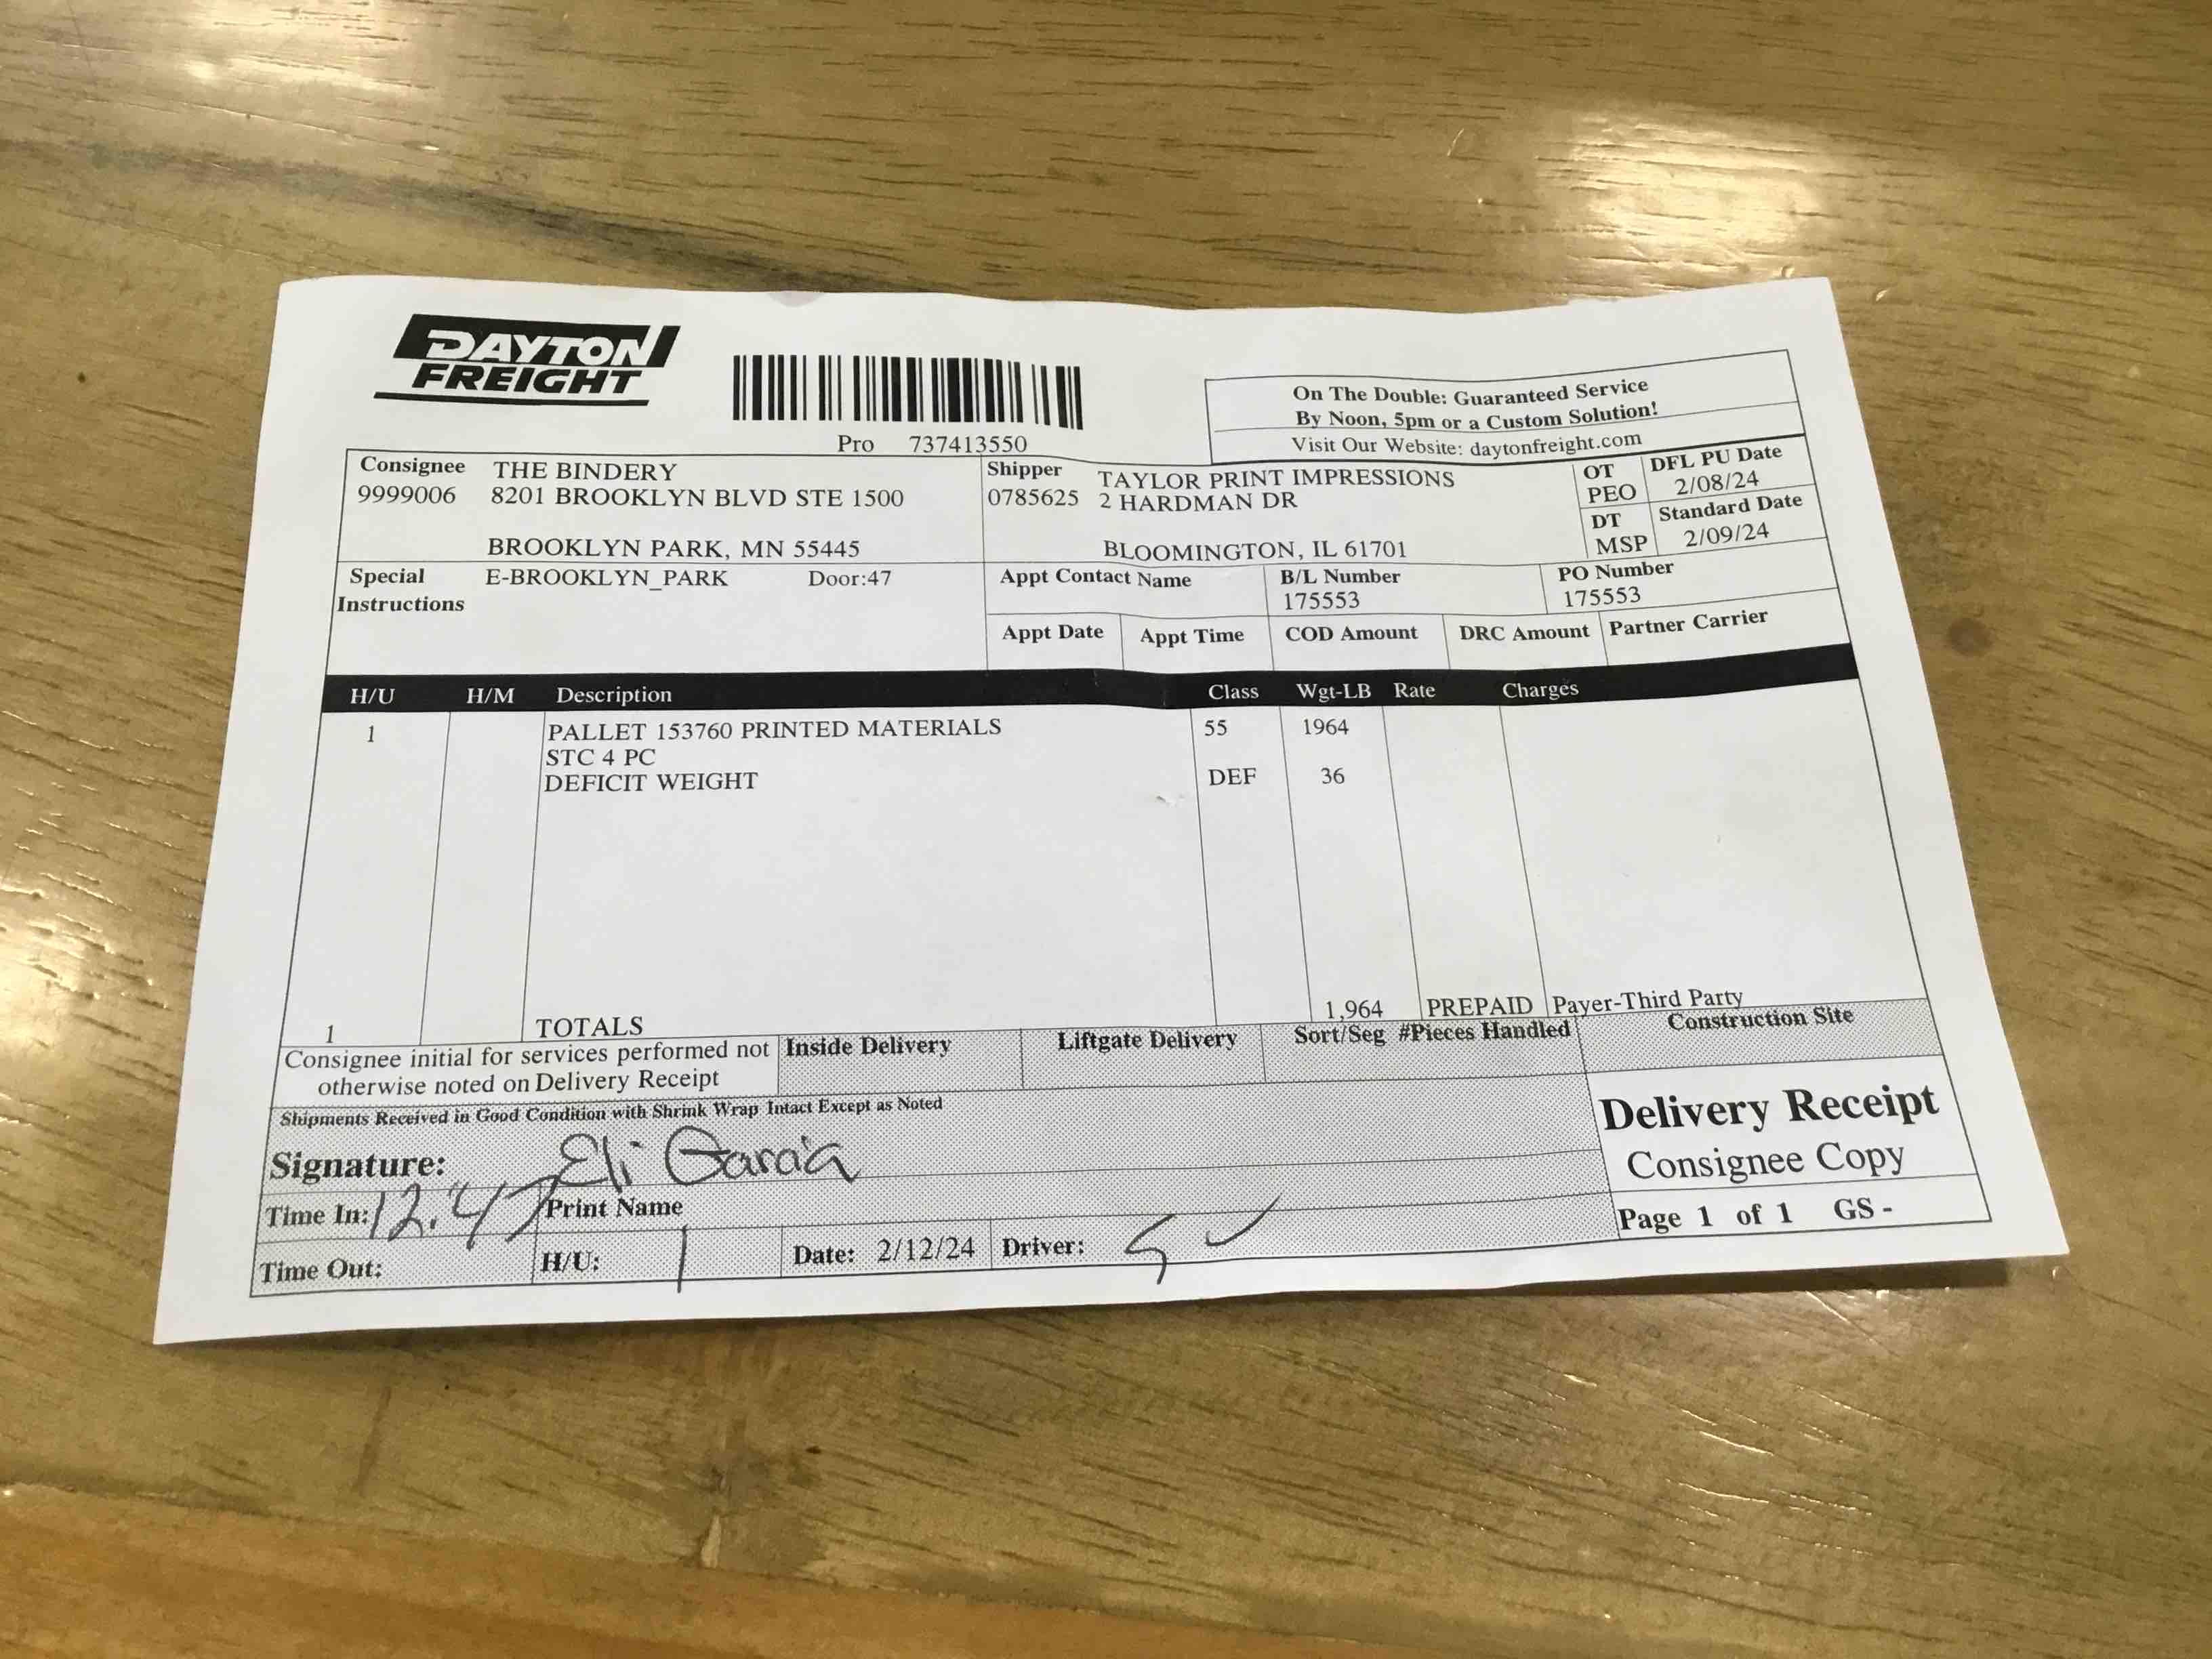 DAYTON
FREIGHT
On The Double: Guaranteed Service
By Noon, 5pm or a Custom Solution!
Visit Our Website: daytonfreight.com
Pro 737413550
Consignee THE BINDERY
9999006 8201 BROOKLYN BLVD STE 1500
BROOKLYN PARK, MN 55445
Shipper TAYLOR PRINT IMPRESSIONS
0785625 2 HARDMAN DR
BLOOMINGTON, IL 61701
OT DFL PU Date
PEO 2/08/24
DT Standard Date
MSP 2/09/24
Special E-BROOKLYN_PARK Door:47
Instructions
Appt Contact Name B/L Number PO Number
175553 175553
Appt Date Appt Time COD Amount DRC Amount Partner Carrier
H/U H/M Description Class Wgt-LB Rate Charges
1 PALLET 153760 PRINTED MATERIALS 55 1964
STC 4 PC
DEFICIT WEIGHT DEF 36
1 TOTALS 1,964 PREPAID Payer-Third Party
Consignee initial for services performed not
otherwise noted on Delivery Receipt
Inside Delivery Liftgate Delivery Sort/Seg #Pieces Handled Construction Site
Shipments Received in Good Condition with Shrink Wrap Intact Except as Noted
Signature: Eli Garcia
Time In: 12.47 Print Name
Time Out: H/U: 1 Date: 2/12/24 Driver:
Delivery Receipt
Consignee Copy
Page 1 of 1 GS -